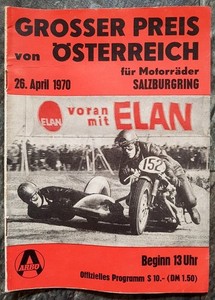 GROSSER PREIS
von ÖSTERREICH
für Motorräder
26. April 1970 SALZBURGRING
voran
mit ELAN
ELAN
152
ARBÖ
Beginn 13 Uhr
Offizielles Programm S 10.- (DM 1.50)